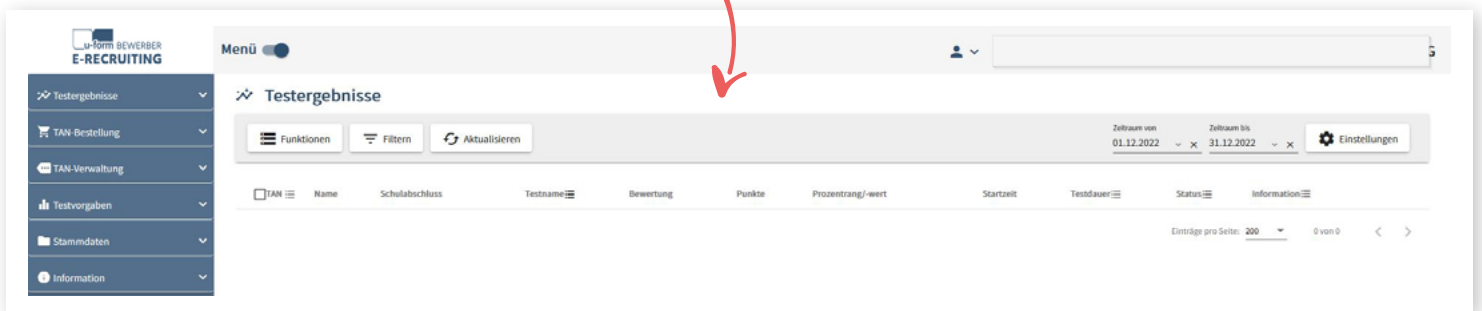 u-form BEWERBER
E-RECRUITING
Menü
G
Testergebnisse
TAN-Bestellung
TAN-Verwaltung
Testvorgaben
Stammdaten
Information
Testergebnisse
Funktionen Filtern Aktualisieren
Zeitraum von Zeitraum bis
01.12.2022 31.12.2022
Einstellungen
TAN Name Schulabschluss Testname Bewertung Punkte Prozentrang/-wert Startzeit Testdauer Status Information
Einträge pro Seite: 200 0 von 0